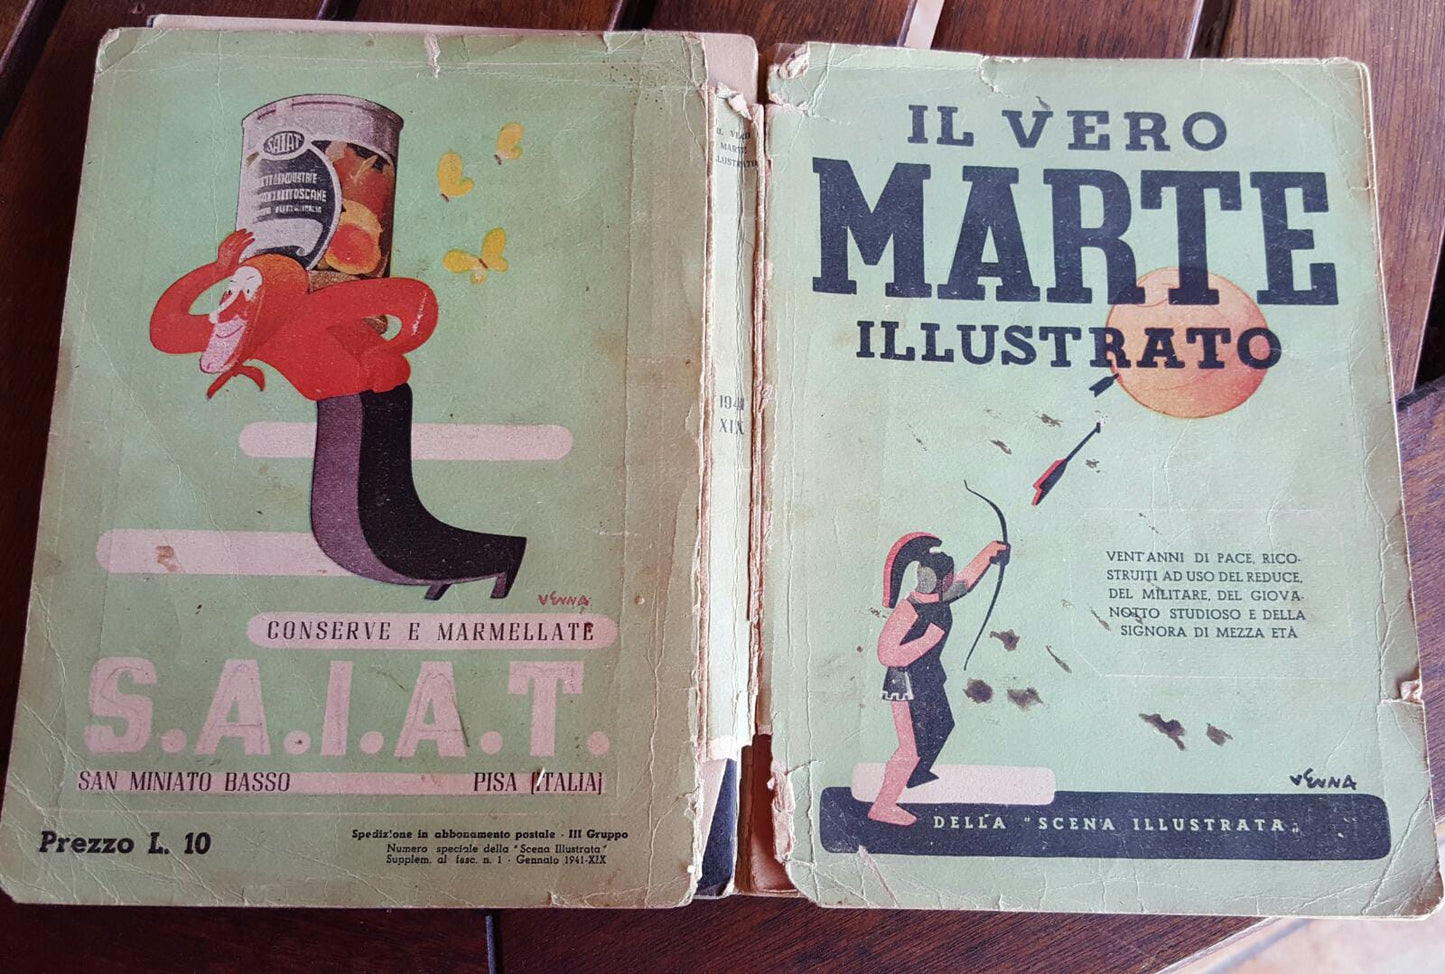 SAIAT
VENNA
CONSERVE E MARMELLATE
S.A.I.A.T.
SAN MINIATO BASSO PISA (ITALIA)
Prezzo L. 10
Spedizione in abbonamento postale - III Gruppo
Numero speciale della "Scena Illustrata"
Supplem. al fasc. n. 1 - Gennaio 1941-XIX
IL VERO
MARTE
ILLUSTRATO
1941
XIX
IL VERO
MARTE
ILLUSTRATO
VENT'ANNI DI PACE, RICO-
STRUITI AD USO DEL REDUCE,
DEL MILITARE, DEL GIOVA-
NOTTO STUDIOSO E DELLA
SIGNORA DI MEZZA ETÀ
VENNA
DELLA "SCENA ILLUSTRATA„